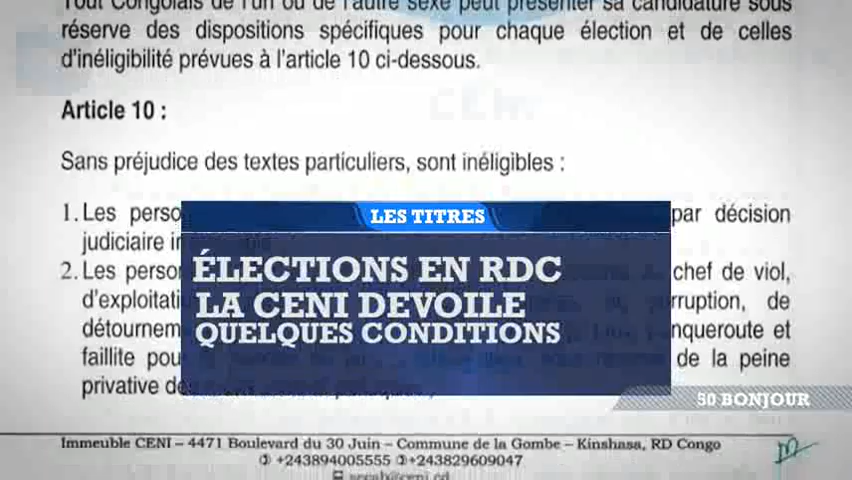 Tout Congolais de l'un ou de l'autre sexe peut présenter sa candidature sous
réserve des dispositions spécifiques pour chaque élection et de celles
d'inéligibilité prévues à l'article 10 ci-dessous.
Article 10 :
Sans préjudice des textes particuliers, sont inéligibles :
1. Les perso par décision
judiciaire
2. Les person chef de viol,
d'exploitati rruption, de
détournem nqueroute et
faillite pou de la peine
privative de
LES TITRES
ÉLECTIONS EN RDC
LA CENI DEVOILE
QUELQUES CONDITIONS
50 BONJOUR
Immeuble CENI – 4471 Boulevard du 30 Juin – Commune de la Gombe – Kinshasa, RD Congo
+243894005555 +243829609047